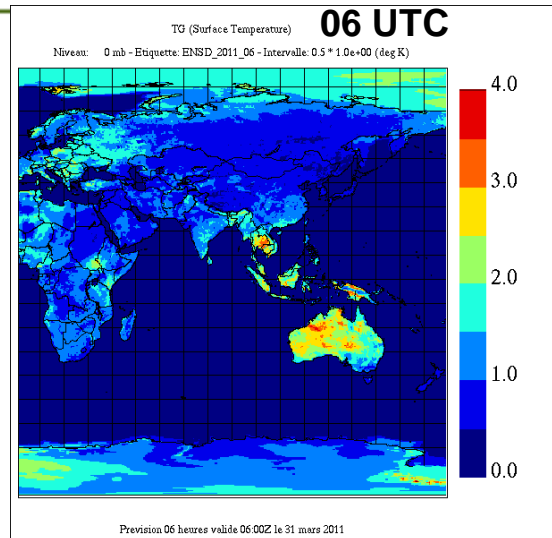 TG (Surface Temperature)
06 UTC
Niveau: 0 mb - Etiquette: ENSD_2011_06 - Intervalle: 0.5 * 1.0e+00 (deg K)
4.0
3.0
2.0
1.0
0.0
Prevision 06 heures valide 06:00Z le 31 mars 2011